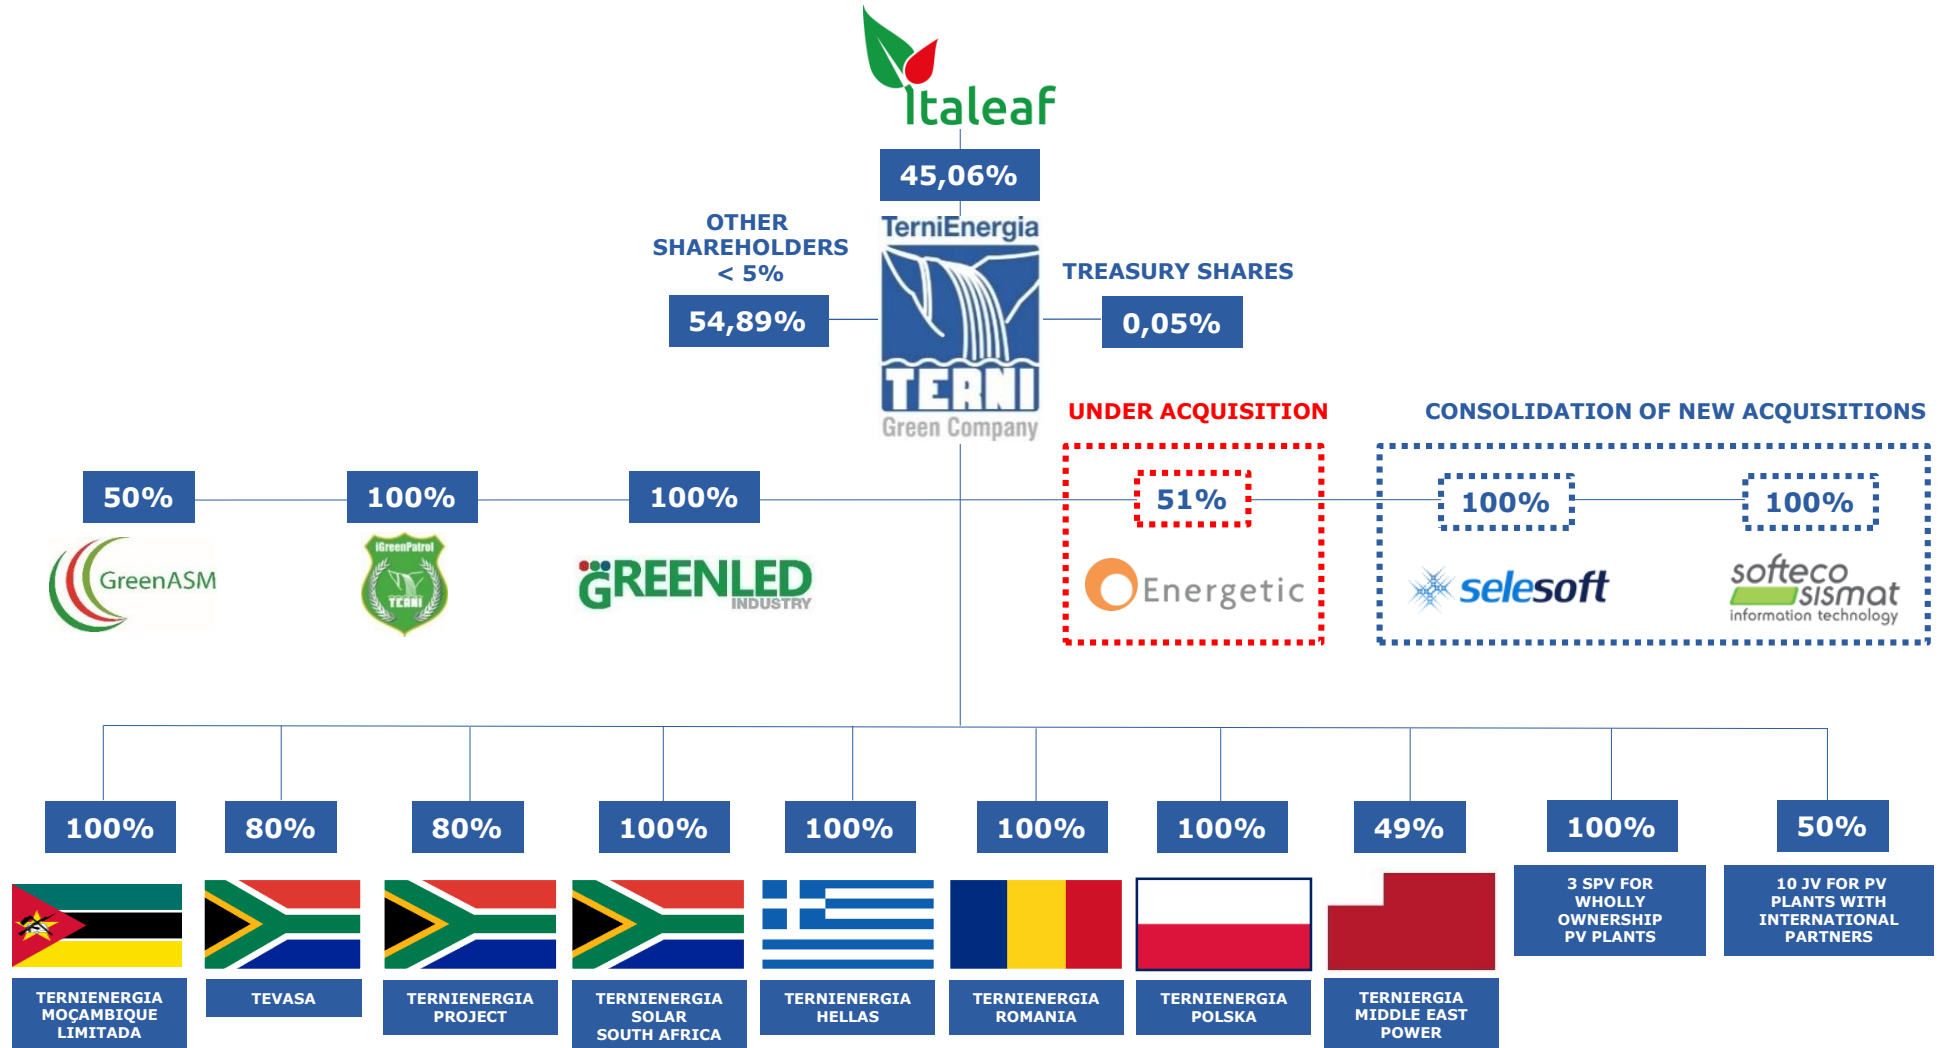 italeaf
45,06%
OTHER
SHAREHOLDERS
< 5%
54,89%
TerniEnergia
TERNI
Green Company
TREASURY SHARES
0,05%
UNDER ACQUISITION
CONSOLIDATION OF NEW ACQUISITIONS
50%
100%
100%
51%
100%
100%
GreenASM
iGreenPatrol
TERNI
GREENLED
INDUSTRY
Energetic
selesoft
softeco
sismat
information technology
100%
80%
80%
100%
100%
100%
100%
49%
100%
50%
3 SPV FOR
WHOLLY
OWNERSHIP
PV PLANTS
10 JV FOR PV
PLANTS WITH
INTERNATIONAL
PARTNERS
TERNIENERGIA
MOÇAMBIQUE
LIMITADA
TEVASA
TERNIENERGIA
PROJECT
TERNIENERGIA
SOLAR
SOUTH AFRICA
TERNIENERGIA
HELLAS
TERNIENERGIA
ROMANIA
TERNIENERGIA
POLSKA
TERNIERGIA
MIDDLE EAST
POWER